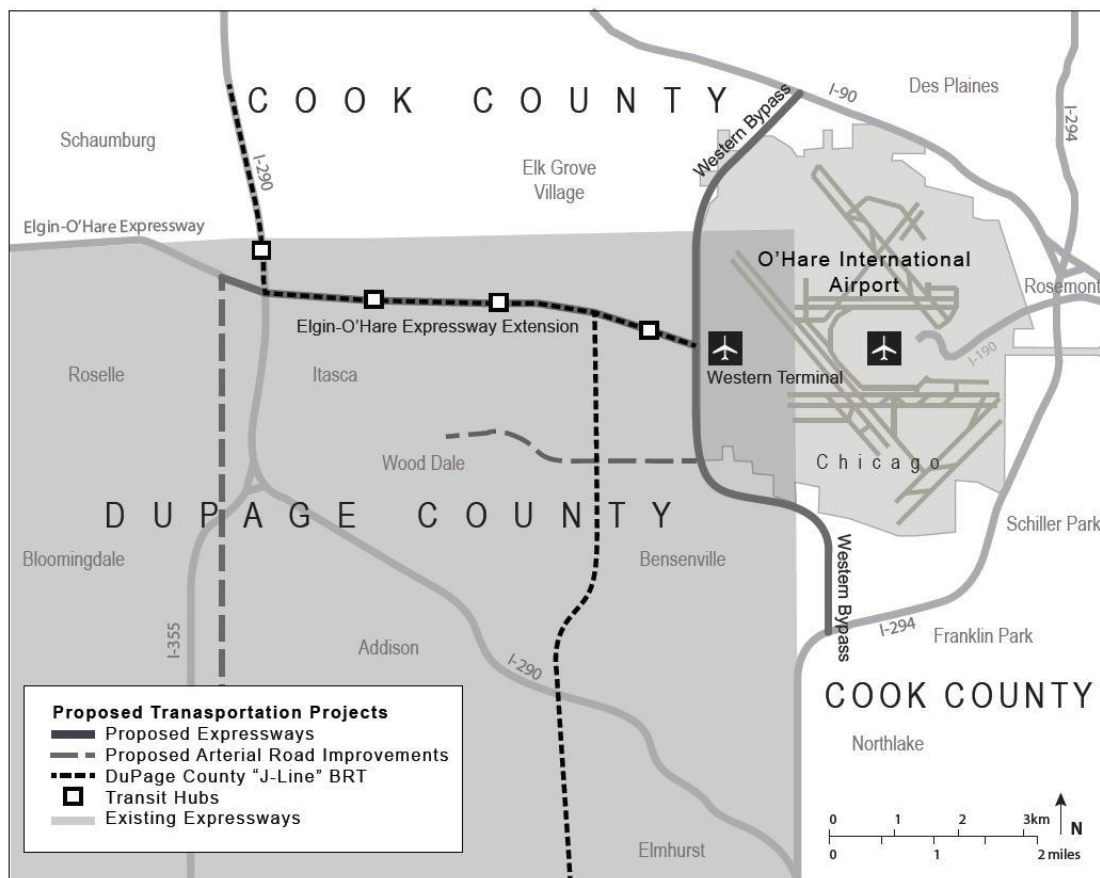 COOK COUNTY
Des Plaines
I-90
I-294
Western Bypass
Schaumburg
I-290
Elk Grove
Village
Elgin-O'Hare Expressway
O'Hare International
Airport
Rosemont
Elgin-O'Hare Expressway Extension
I-190
Roselle
Itasca
Western Terminal
Wood Dale
Chicago
DUPAGE COUNTY
Schiller Park
Bloomingdale
Bensenville
Western Bypass
I-355
Addison
I-290
I-294
Franklin Park
COOK COUNTY
Northlake
Elmhurst
Proposed Tranasportation Projects
Proposed Expressways
Proposed Arterial Road Improvements
DuPage County "J-Line" BRT
Transit Hubs
Existing Expressways
0 1 2 3km
N
0 1 2 miles